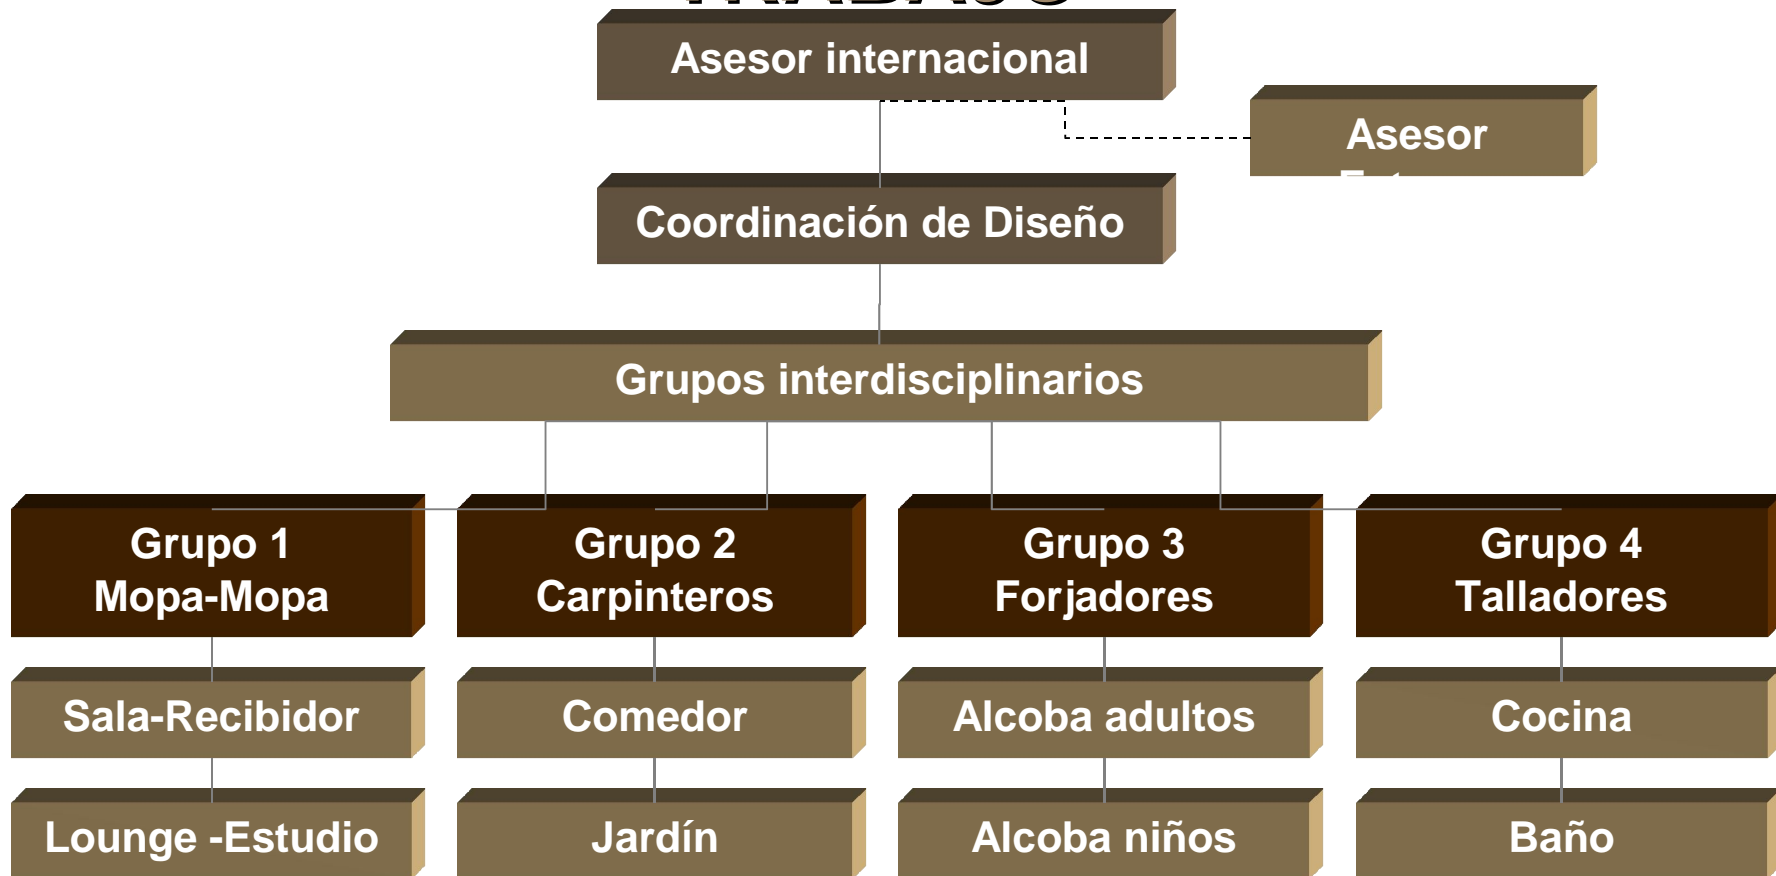 TRABAJO
Asesor internacional
Asesor
Coordinación de Diseño
Grupos interdisciplinarios
Grupo 1
Mopa-Mopa
Grupo 2
Carpinteros
Grupo 3
Forjadores
Grupo 4
Talladores
Sala-Recibidor
Comedor
Alcoba adultos
Cocina
Lounge -Estudio
Jardín
Alcoba niños
Baño